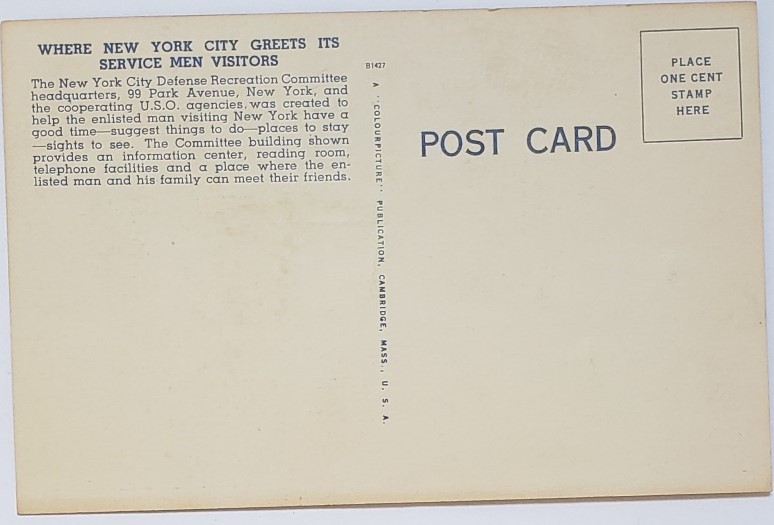 WHERE NEW YORK CITY GREETS ITS
SERVICE MEN VISITORS
The New York City Defense Recreation Committee
headquarters, 99 Park Avenue, New York, and
the cooperating U.S.O. agencies, was created to
help the enlisted man visiting New York have a
good time—suggest things to do—places to stay
—sights to see. The Committee building shown
provides an information center, reading room,
telephone facilities and a place where the en-
listed man and his family can meet their friends.
B1427
A "COLOURPICTURE" PUBLICATION, CAMBRIDGE, MASS., U. S. A.
POST CARD
PLACE
ONE CENT
STAMP
HERE